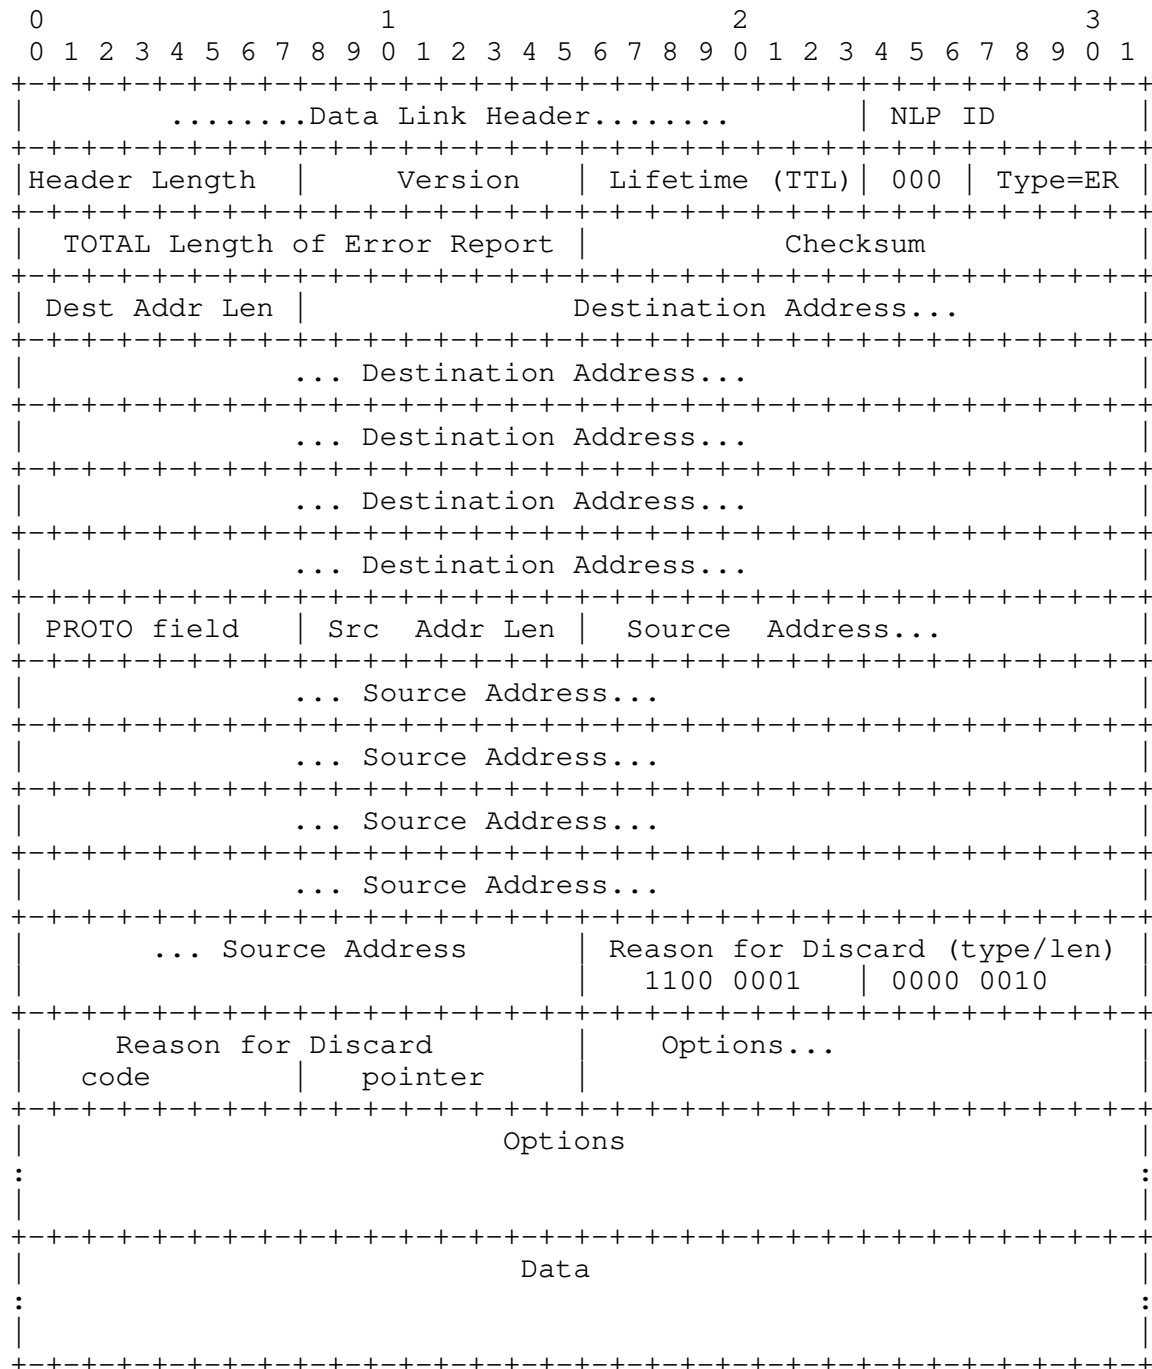 0                   1                   2                   3
 0 1 2 3 4 5 6 7 8 9 0 1 2 3 4 5 6 7 8 9 0 1 2 3 4 5 6 7 8 9 0 1
+-+-+-+-+-+-+-+-+-+-+-+-+-+-+-+-+-+-+-+-+-+-+-+-+-+-+-+-+-+-+-+-+
|        ........Data Link Header........       | NLP ID        |
+-+-+-+-+-+-+-+-+-+-+-+-+-+-+-+-+-+-+-+-+-+-+-+-+-+-+-+-+-+-+-+-+
|Header Length  |     Version   | Lifetime (TTL)| 000 | Type=ER |
+-+-+-+-+-+-+-+-+-+-+-+-+-+-+-+-+-+-+-+-+-+-+-+-+-+-+-+-+-+-+-+-+
|  TOTAL Length of Error Report |           Checksum            |
+-+-+-+-+-+-+-+-+-+-+-+-+-+-+-+-+-+-+-+-+-+-+-+-+-+-+-+-+-+-+-+-+
| Dest Addr Len |               Destination Address...          |
+-+-+-+-+-+-+-+-+-+-+-+-+-+-+-+-+-+-+-+-+-+-+-+-+-+-+-+-+-+-+-+-+
|               ... Destination Address...                      |
+-+-+-+-+-+-+-+-+-+-+-+-+-+-+-+-+-+-+-+-+-+-+-+-+-+-+-+-+-+-+-+-+
|               ... Destination Address...                      |
+-+-+-+-+-+-+-+-+-+-+-+-+-+-+-+-+-+-+-+-+-+-+-+-+-+-+-+-+-+-+-+-+
|               ... Destination Address...                      |
+-+-+-+-+-+-+-+-+-+-+-+-+-+-+-+-+-+-+-+-+-+-+-+-+-+-+-+-+-+-+-+-+
|               ... Destination Address...                      |
+-+-+-+-+-+-+-+-+-+-+-+-+-+-+-+-+-+-+-+-+-+-+-+-+-+-+-+-+-+-+-+-+
| PROTO field   | Src  Addr Len |  Source  Address...           |
+-+-+-+-+-+-+-+-+-+-+-+-+-+-+-+-+-+-+-+-+-+-+-+-+-+-+-+-+-+-+-+-+
|               ... Source Address...                           |
+-+-+-+-+-+-+-+-+-+-+-+-+-+-+-+-+-+-+-+-+-+-+-+-+-+-+-+-+-+-+-+-+
|               ... Source Address...                           |
+-+-+-+-+-+-+-+-+-+-+-+-+-+-+-+-+-+-+-+-+-+-+-+-+-+-+-+-+-+-+-+-+
|               ... Source Address...                           |
+-+-+-+-+-+-+-+-+-+-+-+-+-+-+-+-+-+-+-+-+-+-+-+-+-+-+-+-+-+-+-+-+
|               ... Source Address...                           |
+-+-+-+-+-+-+-+-+-+-+-+-+-+-+-+-+-+-+-+-+-+-+-+-+-+-+-+-+-+-+-+-+
|       ... Source Address      | Reason for Discard (type/len) |
|                               |   1100 0001   | 0000 0010     |
+-+-+-+-+-+-+-+-+-+-+-+-+-+-+-+-+-+-+-+-+-+-+-+-+-+-+-+-+-+-+-+-+
|     Reason for Discard        |    Options...                 |
|   code        |   pointer     |                               |
+-+-+-+-+-+-+-+-+-+-+-+-+-+-+-+-+-+-+-+-+-+-+-+-+-+-+-+-+-+-+-+-+
|                           Options                             |
:                                                               :
|                                                               |
+-+-+-+-+-+-+-+-+-+-+-+-+-+-+-+-+-+-+-+-+-+-+-+-+-+-+-+-+-+-+-+-+
|                            Data                               |
:                                                               :
|                                                               |
+-+-+-+-+-+-+-+-+-+-+-+-+-+-+-+-+-+-+-+-+-+-+-+-+-+-+-+-+-+-+-+-+